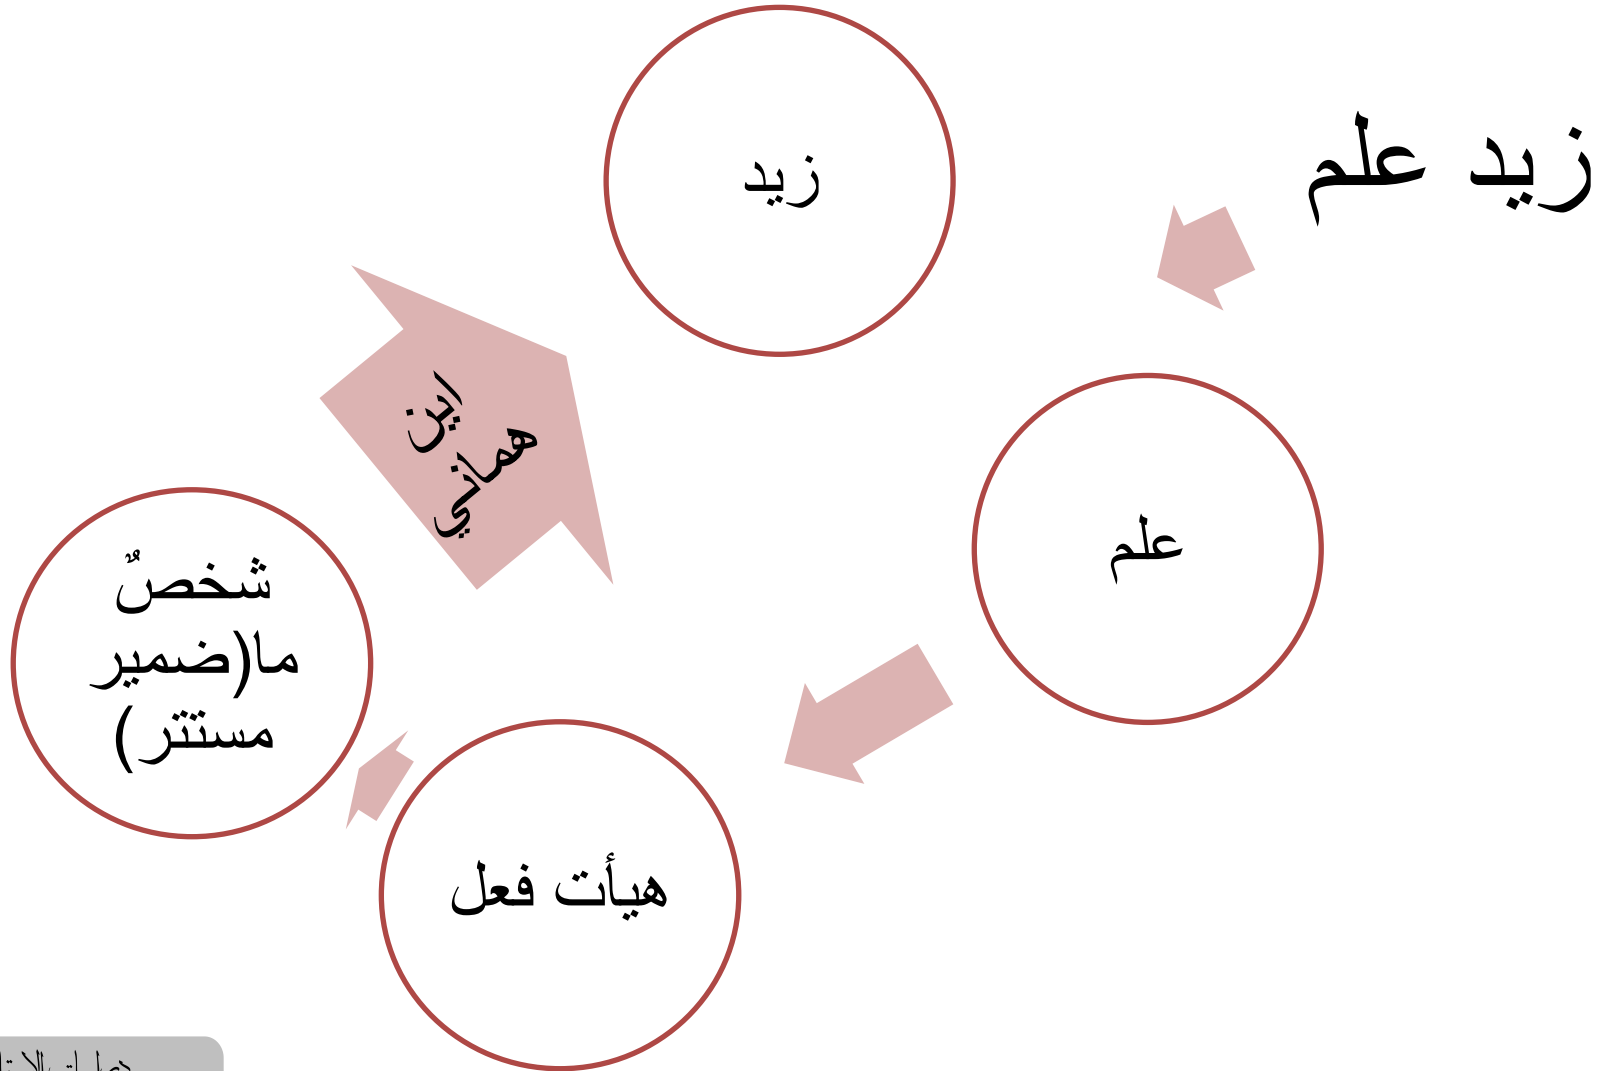 زيد علم
زيد
علم
اين
هماني
شخصٌ
ما(ضمير
مستتر)
هيأت فعل